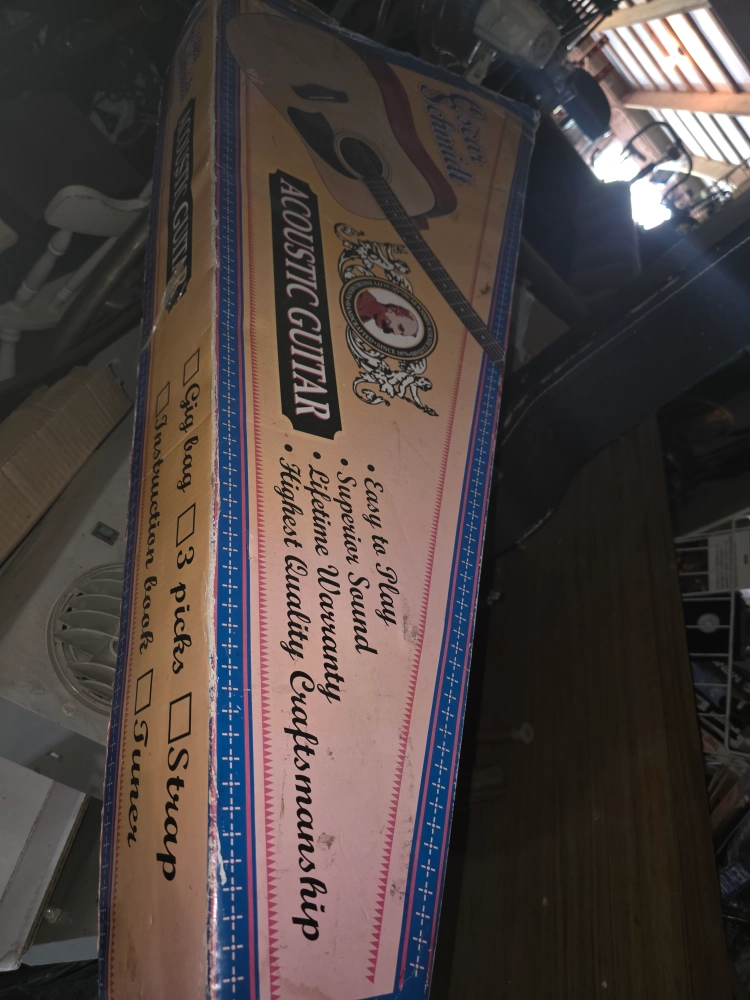 Oscar
Schmidt
ACOUSTIC GUITAR
• Easy to Play
• Superior Sound
• Lifetime Warranty
• Highest Quality Craftsmanship
ACOUSTIC GUITA
Gig bag 3 picks Strap
Instruction book Tuner